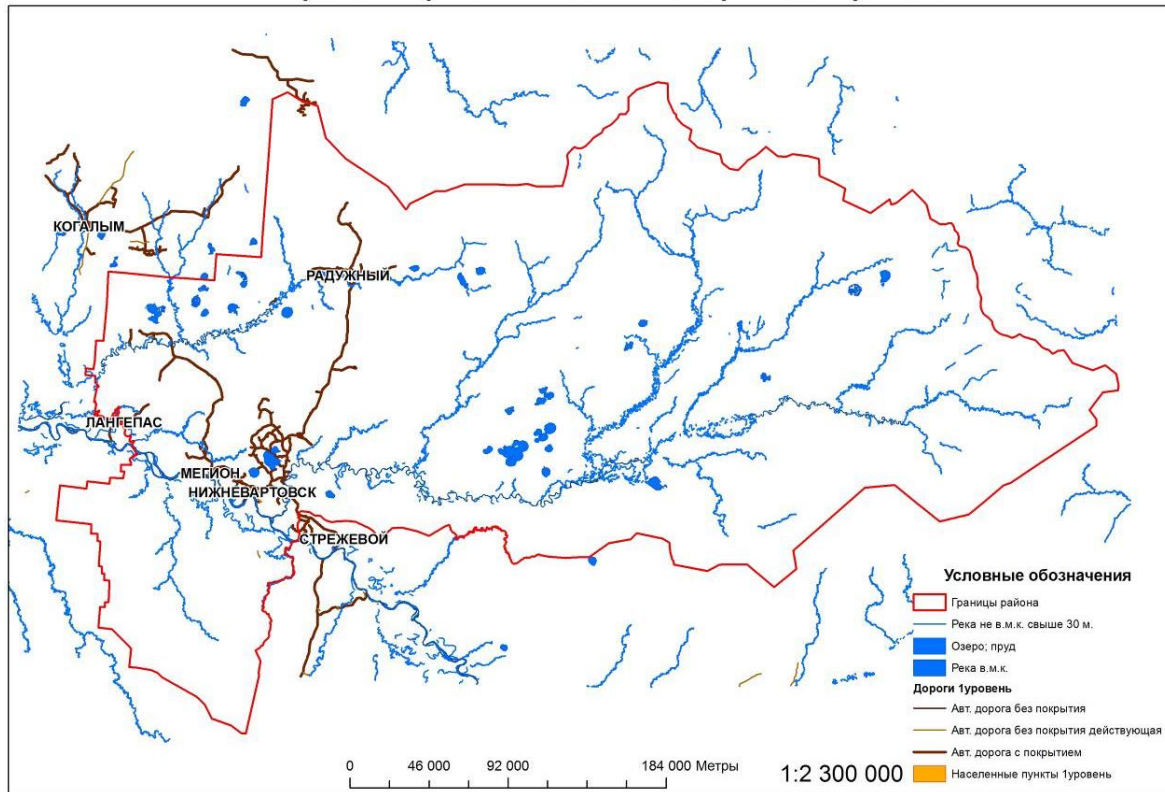 КОГАЛЫМ
РАДУЖНЫЙ
ЛАНГЕПАС
МЕГИОН
НИЖНЕВАРТОВСК
СТРЕЖЕВОЙ
Условные обозначения
Границы района
Река не в.м.к. свыше 30 м.
Озеро; пруд
Река в.м.к.
Дороги 1уровень
Авт. дорога без покрытия
Авт. дорога без покрытия действующая
Авт. дорога с покрытием
Населенные пункты 1уровень
0 46 000 92 000 184 000 Метры
1:2 300 000